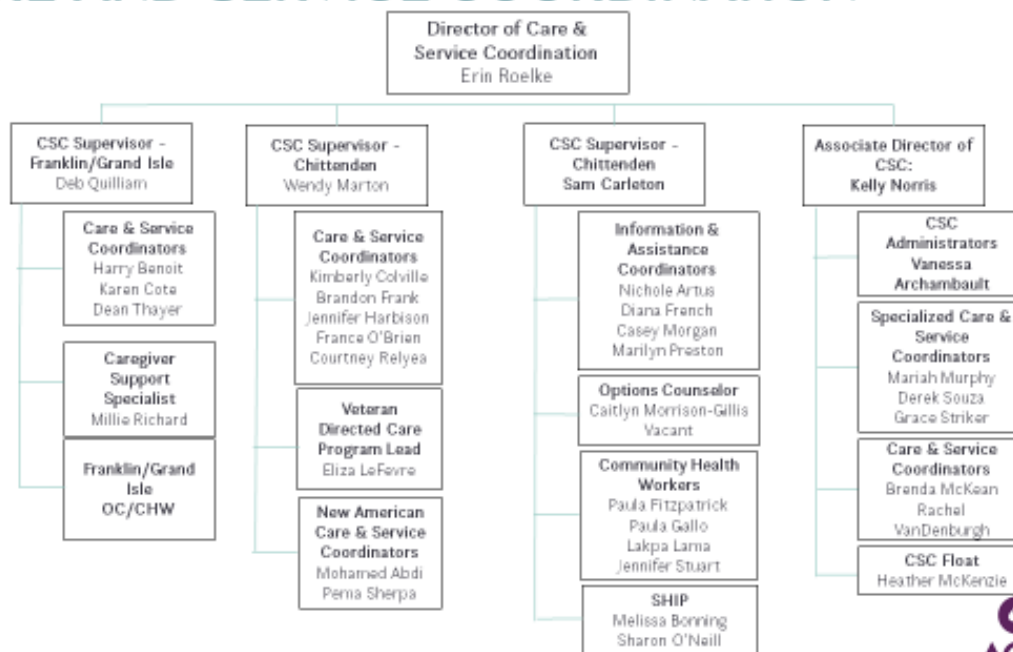 Director of Care &
Service Coordination
Erin Roelke
CSC Supervisor -
Franklin/Grand Isle
Deb Quilliam
Care & Service
Coordinators
Harry Benoit
Karen Cote
Dean Thayer
Caregiver
Support
Specialist
Millie Richard
Franklin/Grand
Isle
OC/CHW
CSC Supervisor -
Chittenden
Wendy Marton
Care & Service
Coordinators
Kimberly Colville
Brandon Frank
Jennifer Harbison
France O'Brien
Courtney Relyea
Veteran
Directed Care
Program Lead
Eliza LeFevre
New American
Care & Service
Coordinators
Mohamed Abdi
Pema Sherpa
CSC Supervisor -
Chittenden
Sam Carleton
Information &
Assistance
Coordinators
Nichole Artus
Diana French
Casey Morgan
Marilyn Preston
Options Counselor
Caitlyn Morrison-Gillis
Vacant
Community Health
Workers
Paula Fitzpatrick
Paula Gallo
Lakpa Lama
Jennifer Stuart
SHIP
Melissa Bonning
Sharon O'Neill
Associate Director of
CSC:
Kelly Norris
CSC
Administrators
Vanessa
Archambault
Specialized Care &
Service
Coordinators
Mariah Murphy
Derek Souza
Grace Striker
Care & Service
Coordinators
Brenda McKean
Rachel
VanDenburgh
CSC Float
Heather McKenzie